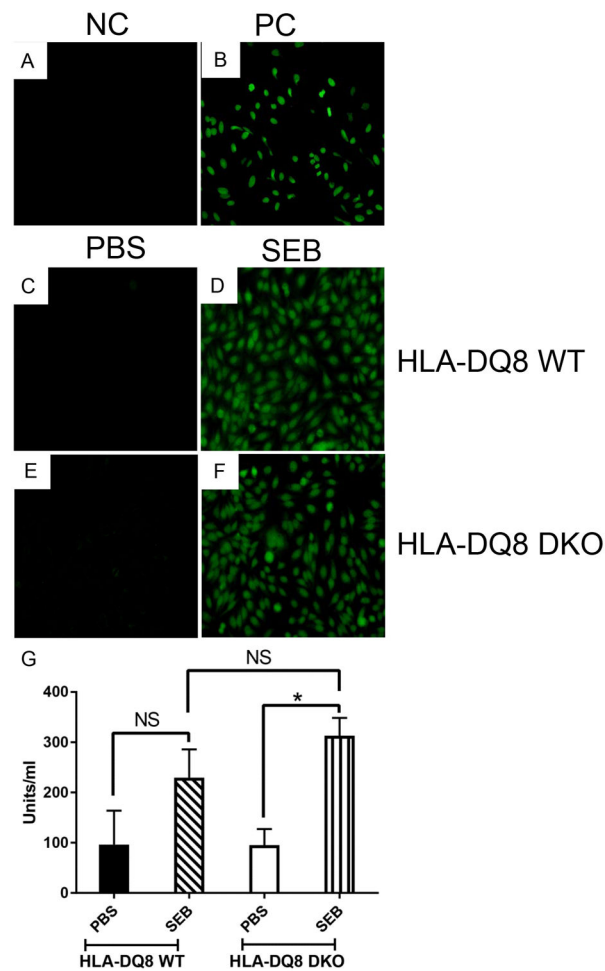 NC PC
A B
PBS SEB
C D
HLA-DQ8 WT
E F
HLA-DQ8 DKO
G
NS
NS *
400
300
200
100
0
Units/ml
PBS SEB PBS SEB
HLA-DQ8 WT HLA-DQ8 DKO